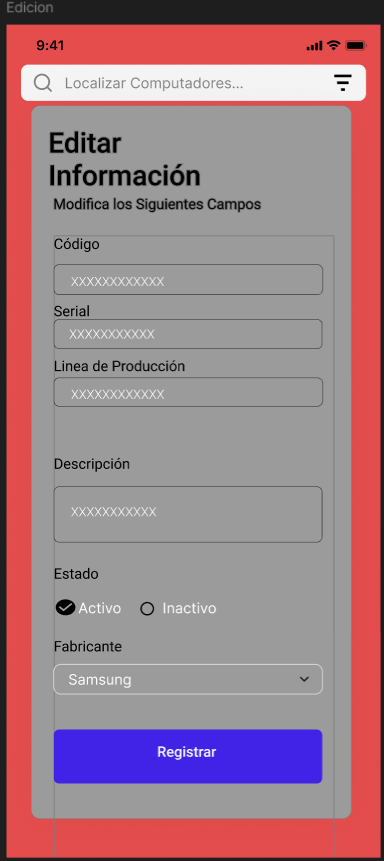 Edicion
9:41
Localizar Computadores...
Editar
Información
Modifica los Siguientes Campos
Código
XXXXXXXXXXXX
Serial
XXXXXXXXXXX
Linea de Producción
XXXXXXXXXXXX
Descripción
XXXXXXXXXXX
Estado
Activo Inactivo
Fabricante
Samsung
Registrar